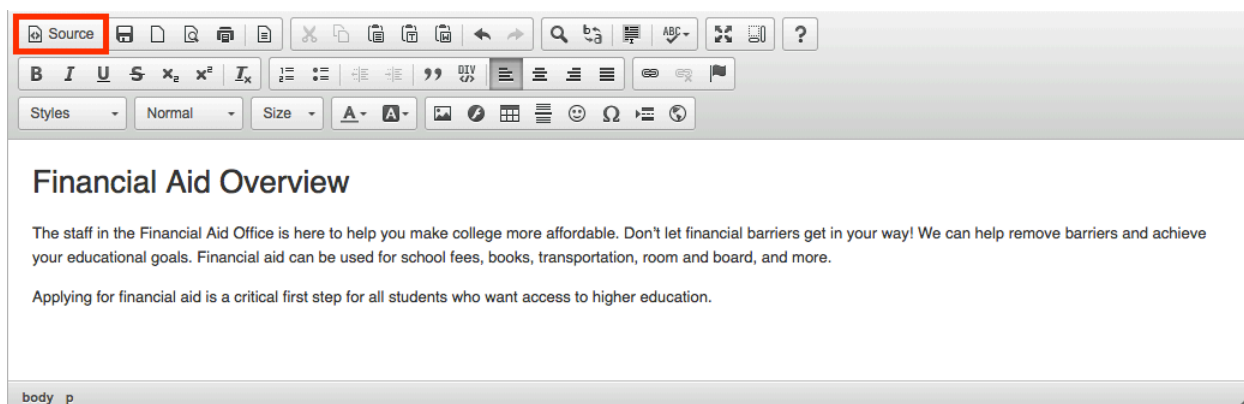 Source ABC ?
B I U S x₂ x² Iₓ DIV
Styles Normal Size A A Ω
Financial Aid Overview
The staff in the Financial Aid Office is here to help you make college more affordable. Don't let financial barriers get in your way! We can help remove barriers and achieve
your educational goals. Financial aid can be used for school fees, books, transportation, room and board, and more.
Applying for financial aid is a critical first step for all students who want access to higher education.
body p